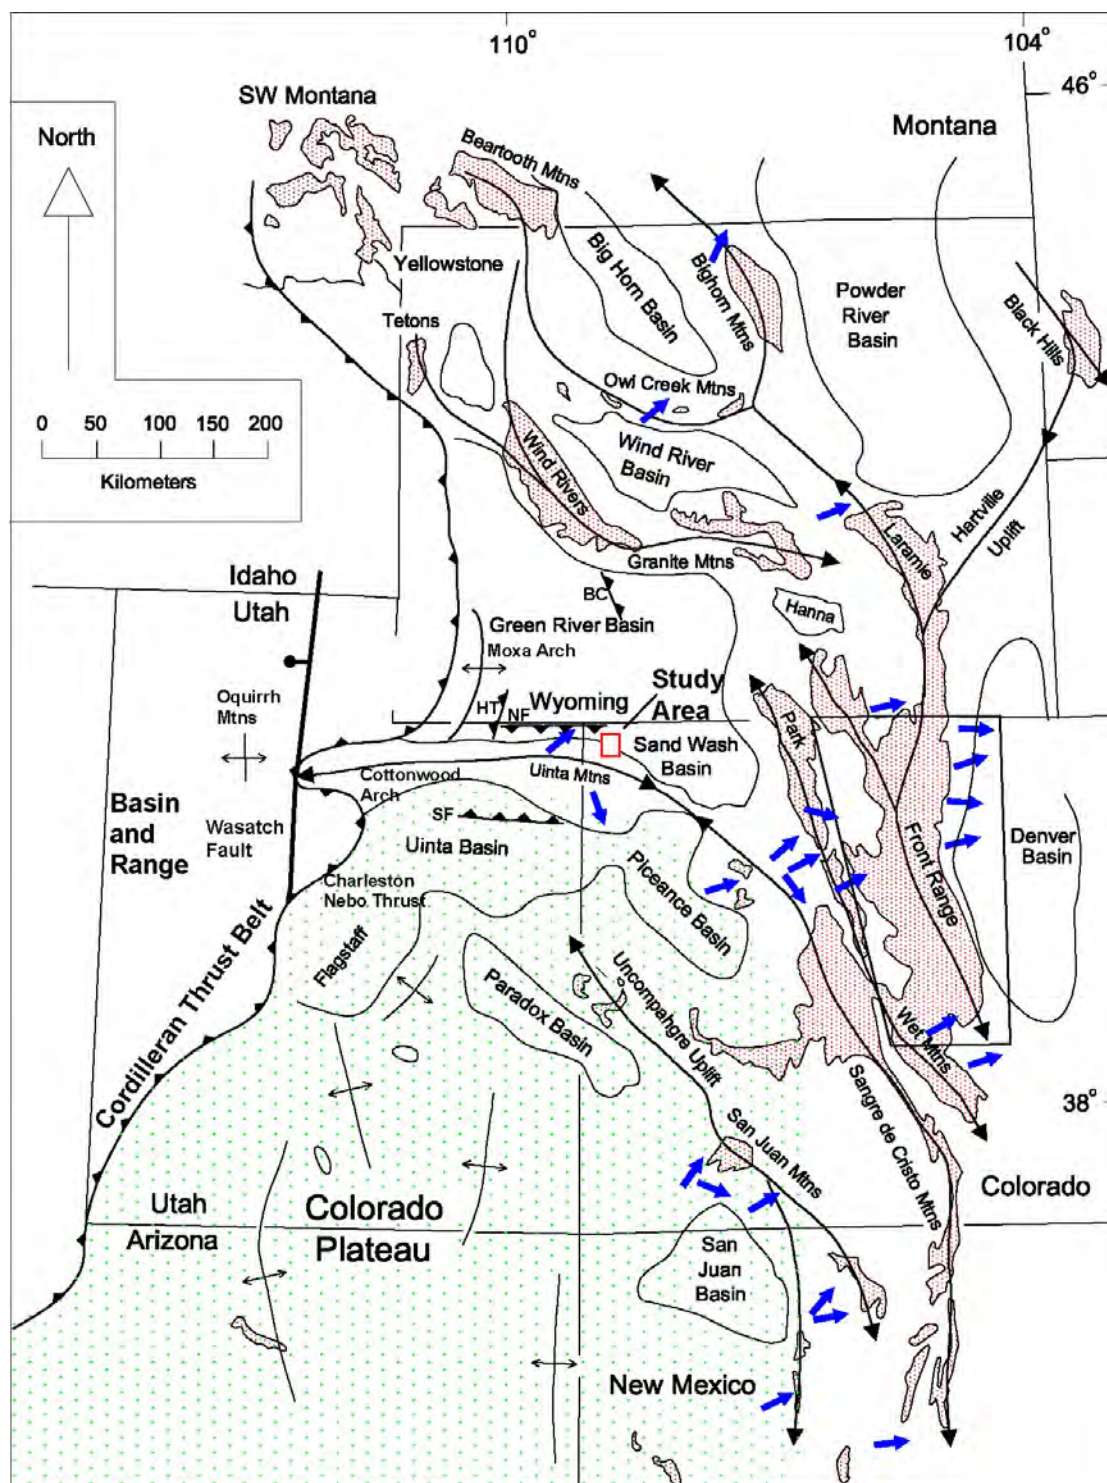 110°
104°
46°
SW Montana
Montana
North
Beartooth Mtns
Big Horn Basin
Bighorn Mtns
Yellowstone
Powder
River
Basin
Black Hills
Tetons
Owl Creek Mtns
0 50 100 150 200
Kilometers
Wind River
Basin
Wind Rivers
Hartville
Uplift
Laramie
Granite Mtns
Idaho
Utah
BC
Hanna
Green River Basin
Moxa Arch
Oquirrh
Mtns
HT
NF
Wyoming
Study
Area
Park
Sand Wash
Basin
Cottonwood
Arch
Uinta Mtns
Basin
and
Range
Wasatch
Fault
SF
Uinta Basin
Front Range
Denver
Basin
Piceance Basin
Charleston
Nebo Thrust
Cordilleran Thrust Belt
Flagstaff
Paradox Basin
Uncompahgre Uplift
Wet Mtns
Sangre de Cristo Mtns
38°
San Juan Mtns
Colorado
Utah
Arizona
Colorado
Plateau
San
Juan
Basin
New Mexico